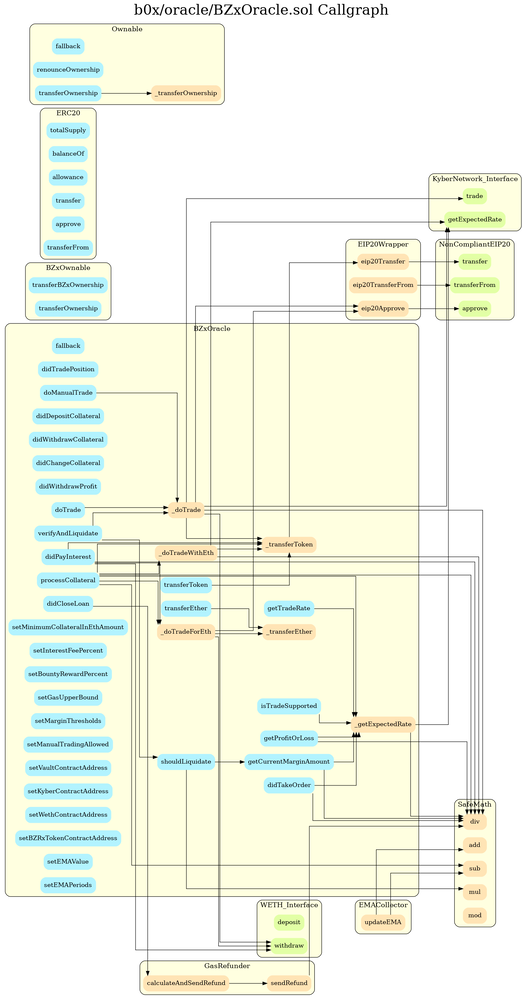 b0x/oracle/BZxOracle.sol Callgraph
Ownable
fallback
renounceOwnership
transferOwnership
_transferOwnership
ERC20
totalSupply
balanceOf
allowance
transfer
approve
transferFrom
KyberNetwork_Interface
trade
getExpectedRate
EIP20Wrapper
eip20Transfer
eip20TransferFrom
eip20Approve
NonCompliantEIP20
transfer
transferFrom
approve
BZxOwnable
transferBZxOwnership
transferOwnership
BZxOracle
fallback
didTradePosition
doManualTrade
didDepositCollateral
didWithdrawCollateral
didChangeCollateral
didWithdrawProfit
doTrade
_doTrade
verifyAndLiquidate
_transferToken
didPayInterest
_doTradeWithEth
processCollateral
transferToken
didCloseLoan
transferEther
getTradeRate
setMinimumCollateralInEthAmount
_doTradeForEth
_transferEther
setInterestFeePercent
setBountyRewardPercent
setGasUpperBound
isTradeSupported
setMarginThresholds
_getExpectedRate
setManualTradingAllowed
getProfitOrLoss
setVaultContractAddress
shouldLiquidate
getCurrentMarginAmount
setKyberContractAddress
didTakeOrder
setWethContractAddress
setBZRxTokenContractAddress
setEMAValue
setEMAPeriods
SafeMath
div
add
sub
mul
mod
WETH_Interface
deposit
withdraw
EMACollector
updateEMA
GasRefunder
calculateAndSendRefund
sendRefund